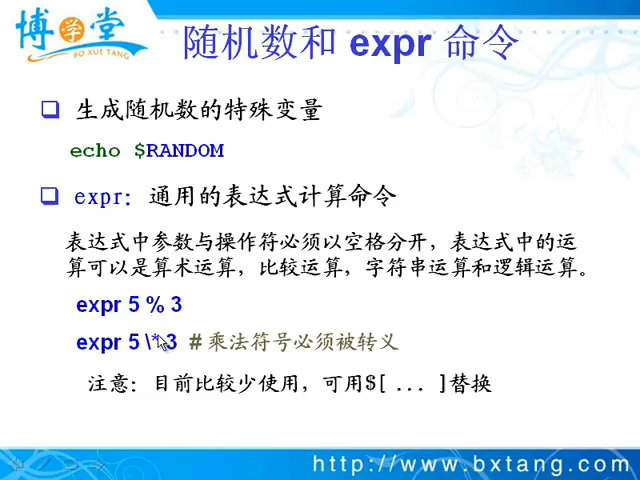 博学堂
BO XUE TANG
随机数和 expr 命令
生成随机数的特殊变量
echo $RANDOM
expr: 通用的表达式计算命令
表达式中参数与操作符必须以空格分开，表达式中的运
算可以是算术运算，比较运算，字符串运算和逻辑运算。
expr 5 % 3
expr 5 \* 3 # 乘法符号必须被转义
注意：目前比较少使用，可用$[ ... ]替换
http://www.bxtang.com